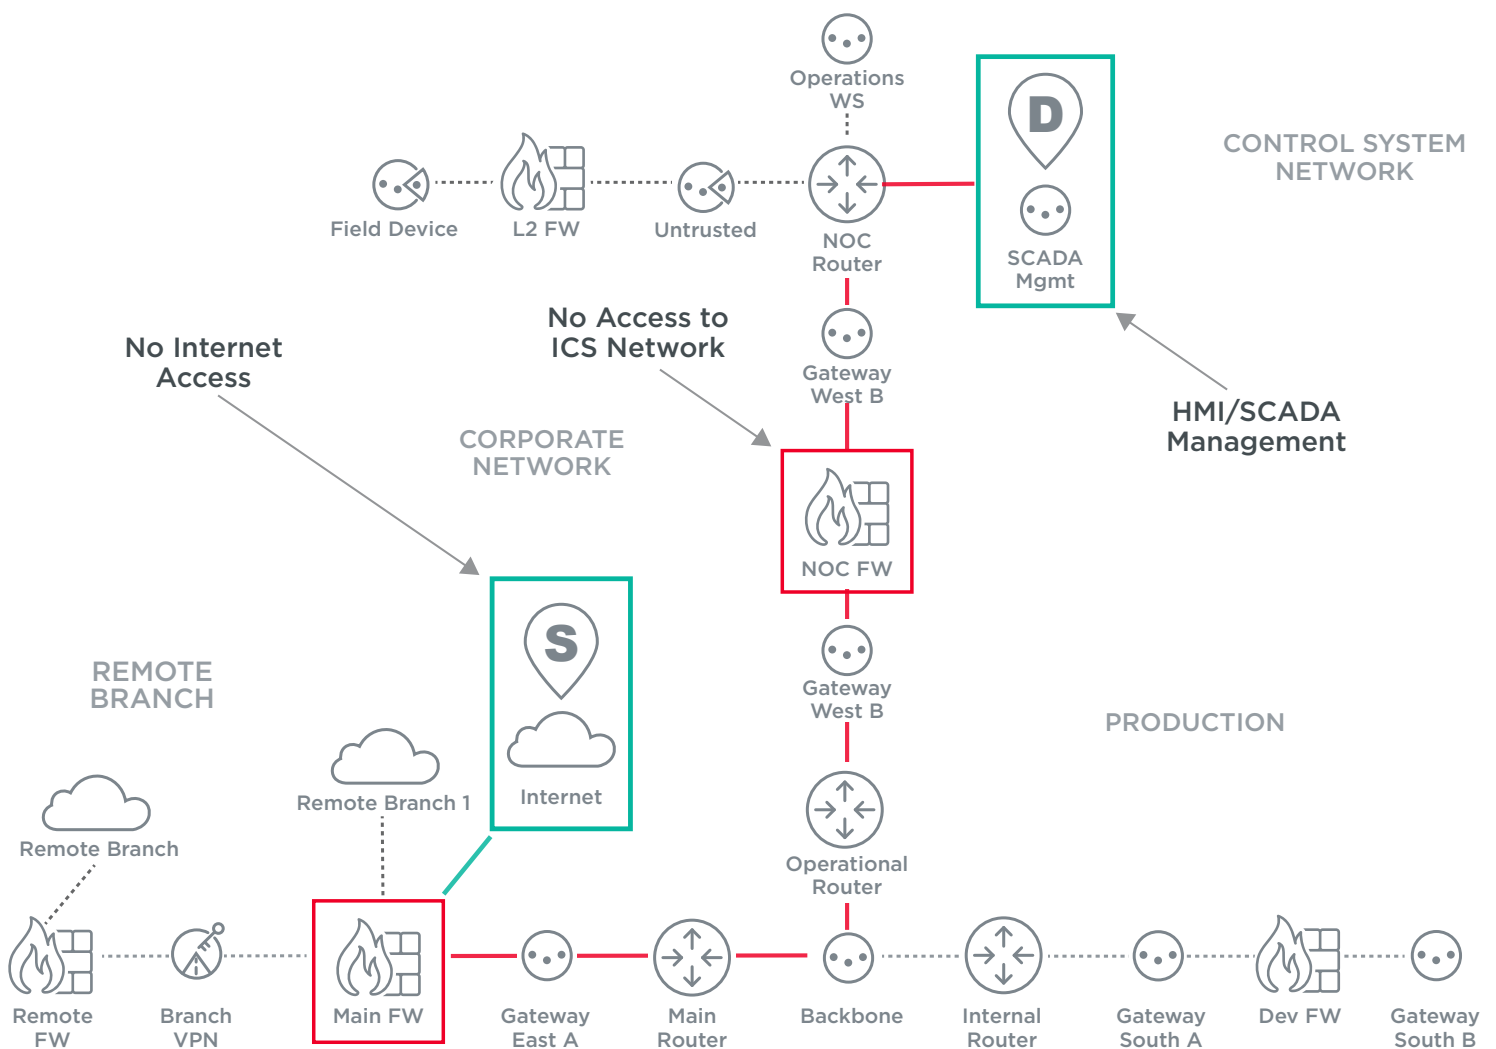 Operations
WS
D
CONTROL SYSTEM
NETWORK
Field Device
L2 FW
Untrusted
NOC
Router
SCADA
Mgmt
No Access to
ICS Network
No Internet
Access
Gateway
West B
HMI/SCADA
Management
CORPORATE
NETWORK
NOC FW
S
REMOTE
BRANCH
Gateway
West B
PRODUCTION
Internet
Remote Branch 1
Remote Branch
Operational
Router
Remote
FW
Branch
VPN
Main FW
Gateway
East A
Main
Router
Backbone
Internal
Router
Gateway
South A
Dev FW
Gateway
South B